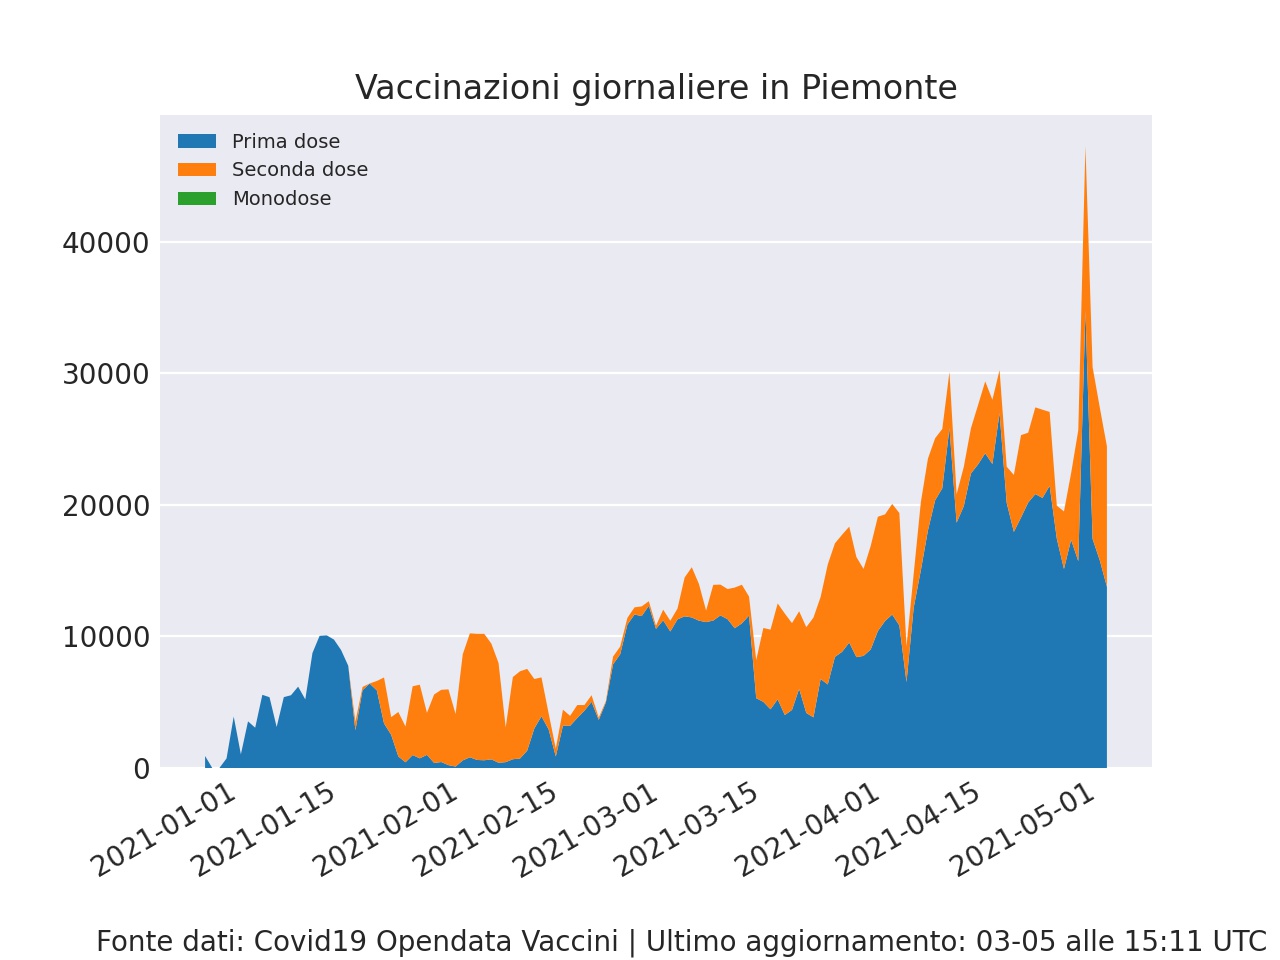 Vaccinazioni giornaliere in Piemonte
Prima dose
Seconda dose
Monodose
40000
30000
20000
10000
0
2021-01-01
2021-01-15
2021-02-01
2021-02-15
2021-03-01
2021-03-15
2021-04-01
2021-04-15
2021-05-01
Fonte dati: Covid19 Opendata Vaccini | Ultimo aggiornamento: 03-05 alle 15:11 UTC